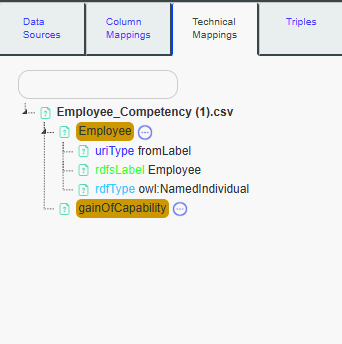 Data
Sources
Column
Mappings
Technical
Mappings
Triples
Employee_Competency (1).csv
Employee
uriType fromLabel
rdfsLabel Employee
rdfType owl:NamedIndividual
gainOfCapability